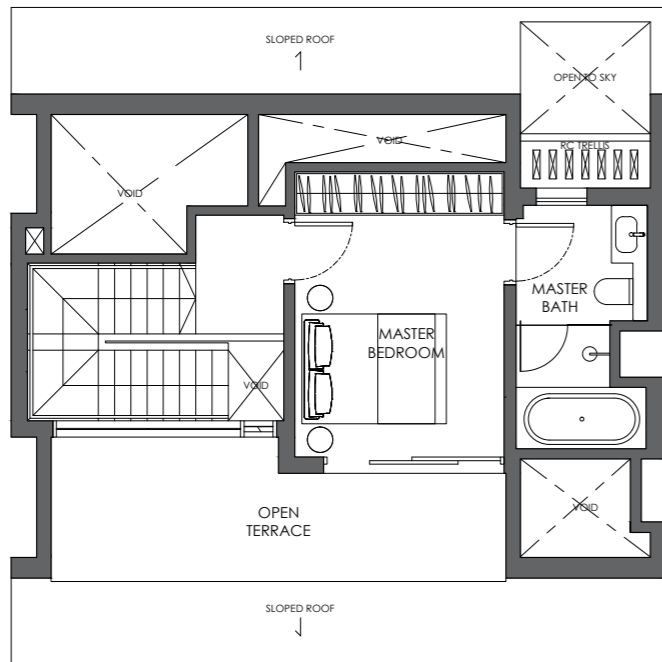 SLOPED ROOF
OPEN TO SKY
VOID
RC TRELLIS
VOID
MASTER
BATH
MASTER
BEDROOM
VOID
OPEN
TERRACE
VOID
SLOPED ROOF